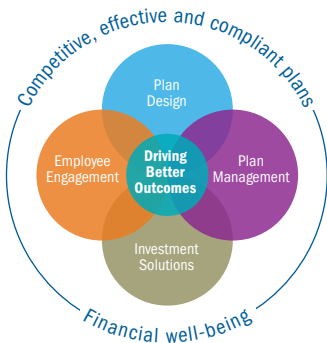 Competitive, effective and compliant plans
Plan
Design
Employee
Engagement
Driving
Better
Outcomes
Plan
Management
Investment
Solutions
Financial well-being